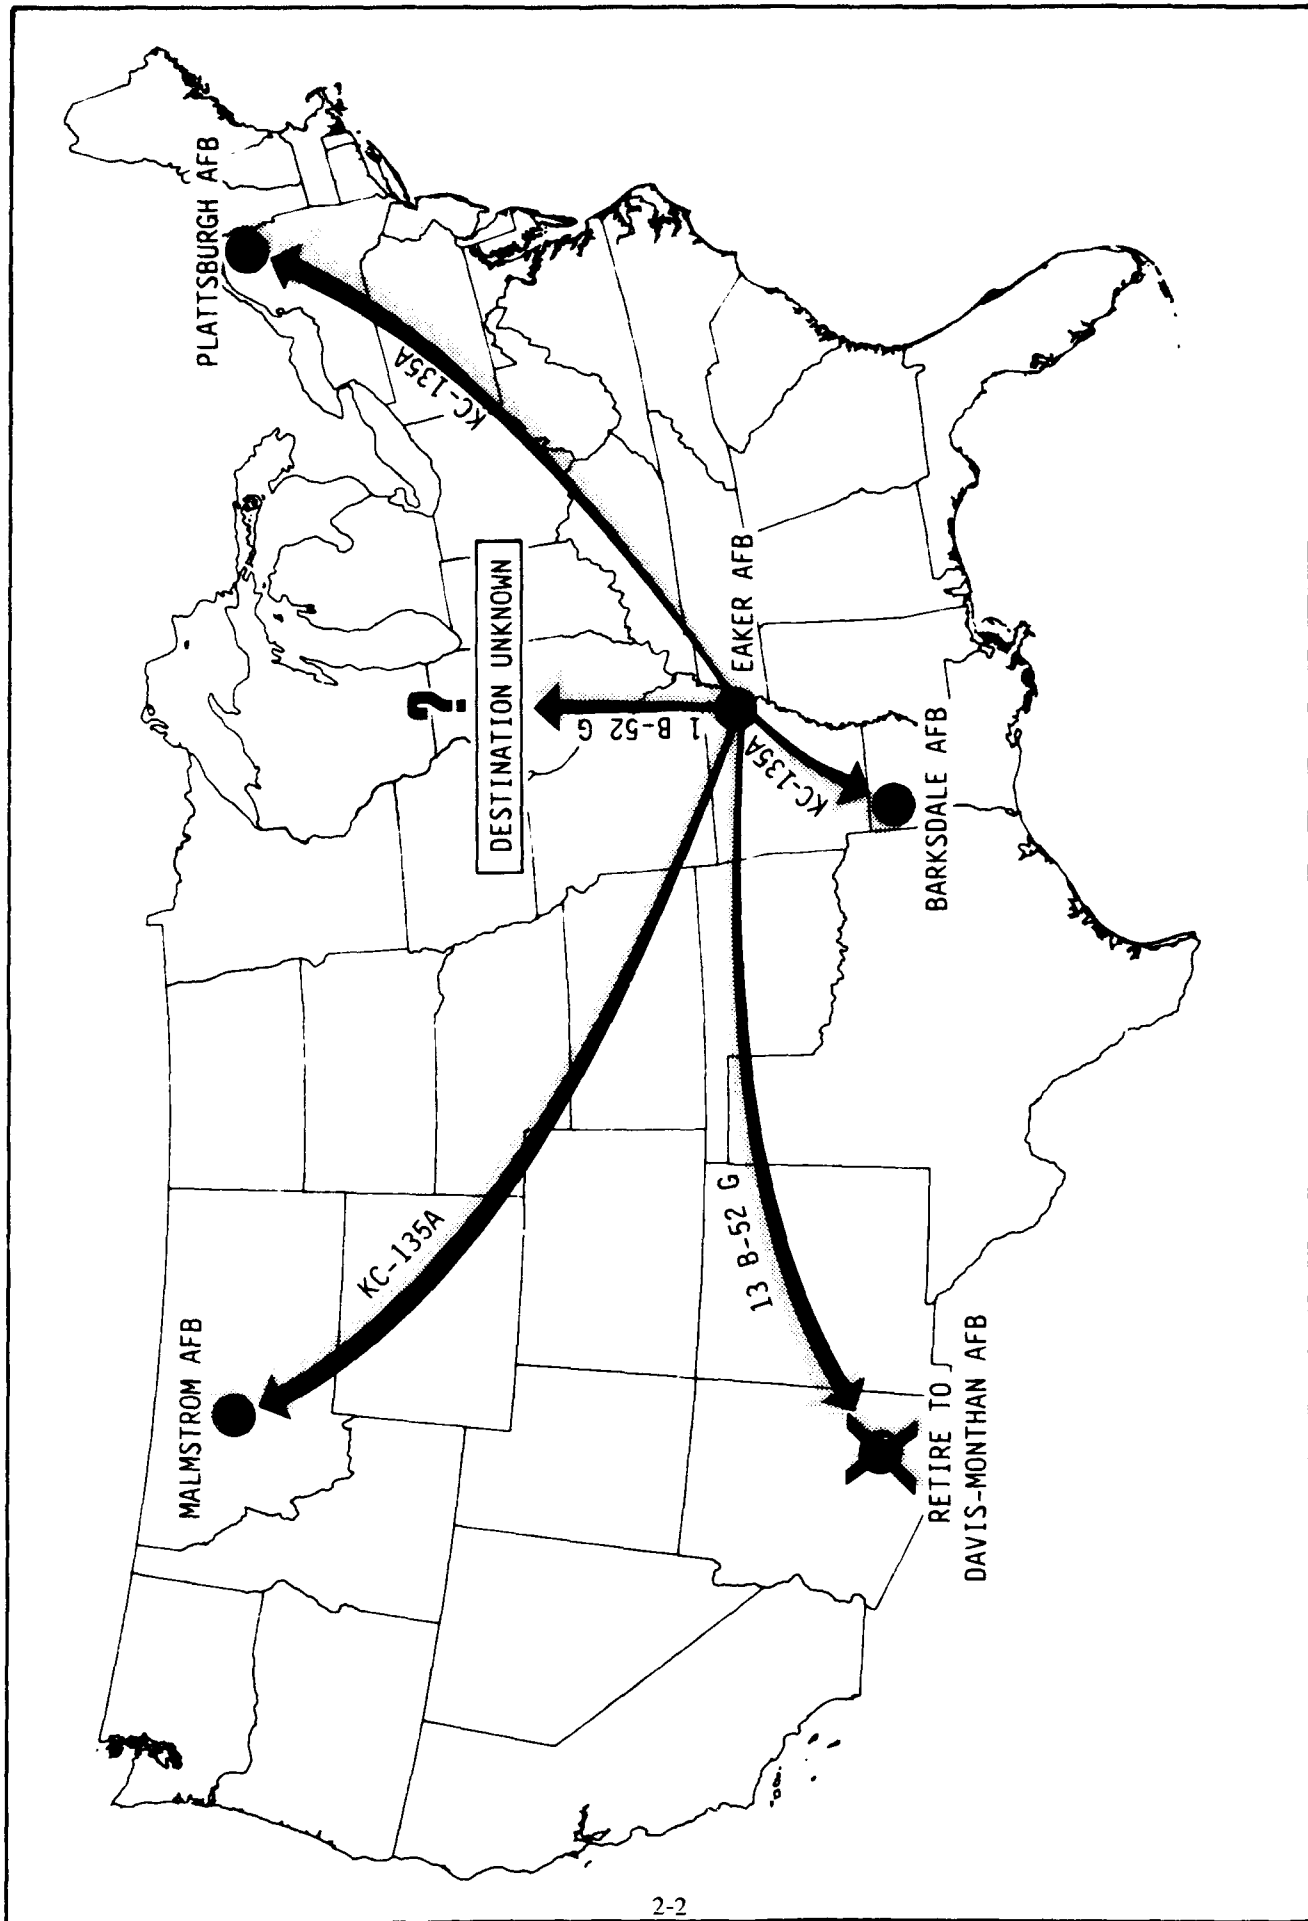 MALMSTROM AFB
PLATTSBURGH AFB
KC-135A
KC-135A
?
DESTINATION UNKNOWN
1 B-52 G
EAKER AFB
KC-135A
13 B-52 G
BARKSDALE AFB
RETIRE TO
DAVIS-MONTHAN AFB
2-2